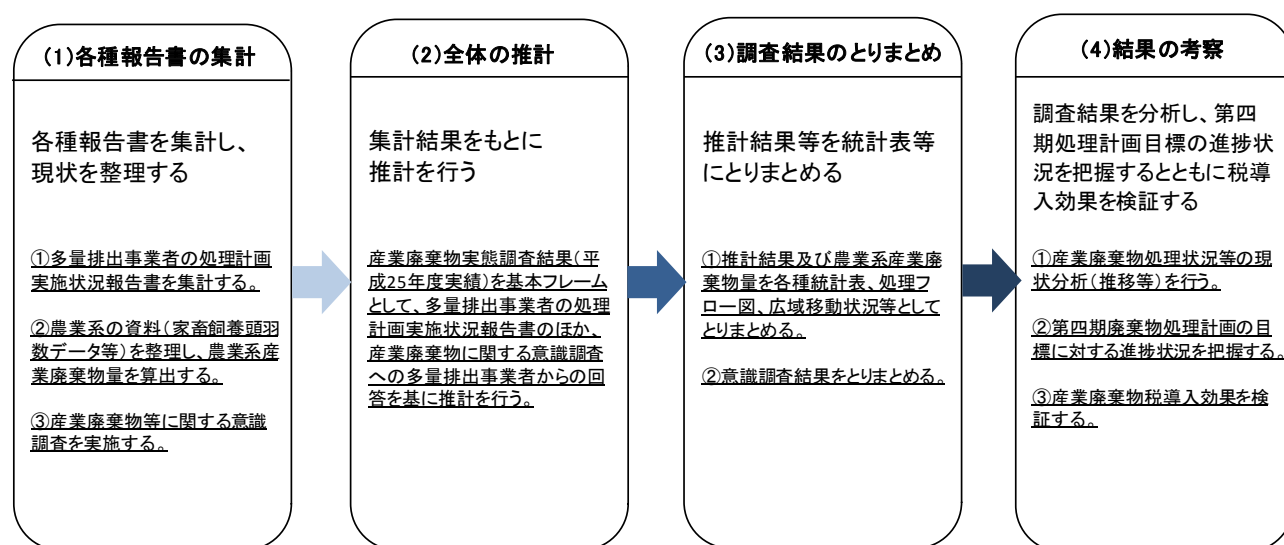 (1)各種報告書の集計
各種報告書を集計し、
現状を整理する
①多量排出事業者の処理計画
実施状況報告書を集計する。
②農業系の資料(家畜飼養頭羽
数データ等)を整理し、農業系産
業廃棄物量を算出する。
③産業廃棄物等に関する意識
調査を実施する。
(2)全体の推計
集計結果をもとに
推計を行う
産業廃棄物実態調査結果(平
成25年度実績)を基本フレーム
として、多量排出事業者の処理
計画実施状況報告書のほか、
産業廃棄物に関する意識調査
への多量排出事業者からの回
答を基に推計を行う。
(3)調査結果のとりまとめ
推計結果等を統計表等
にとりまとめる
①推計結果及び農業系産業廃
棄物量を各種統計表、処理フ
ロー図、広域移動状況等として
とりまとめる。
②意識調査結果をとりまとめる。
(4)結果の考察
調査結果を分析し、第四
期処理計画目標の進捗状
況を把握するとともに税導
入効果を検証する
①産業廃棄物処理状況等の現
状分析(推移等)を行う。
②第四期廃棄物処理計画の目
標に対する進捗状況を把握する。
③産業廃棄物税導入効果を検
証する。